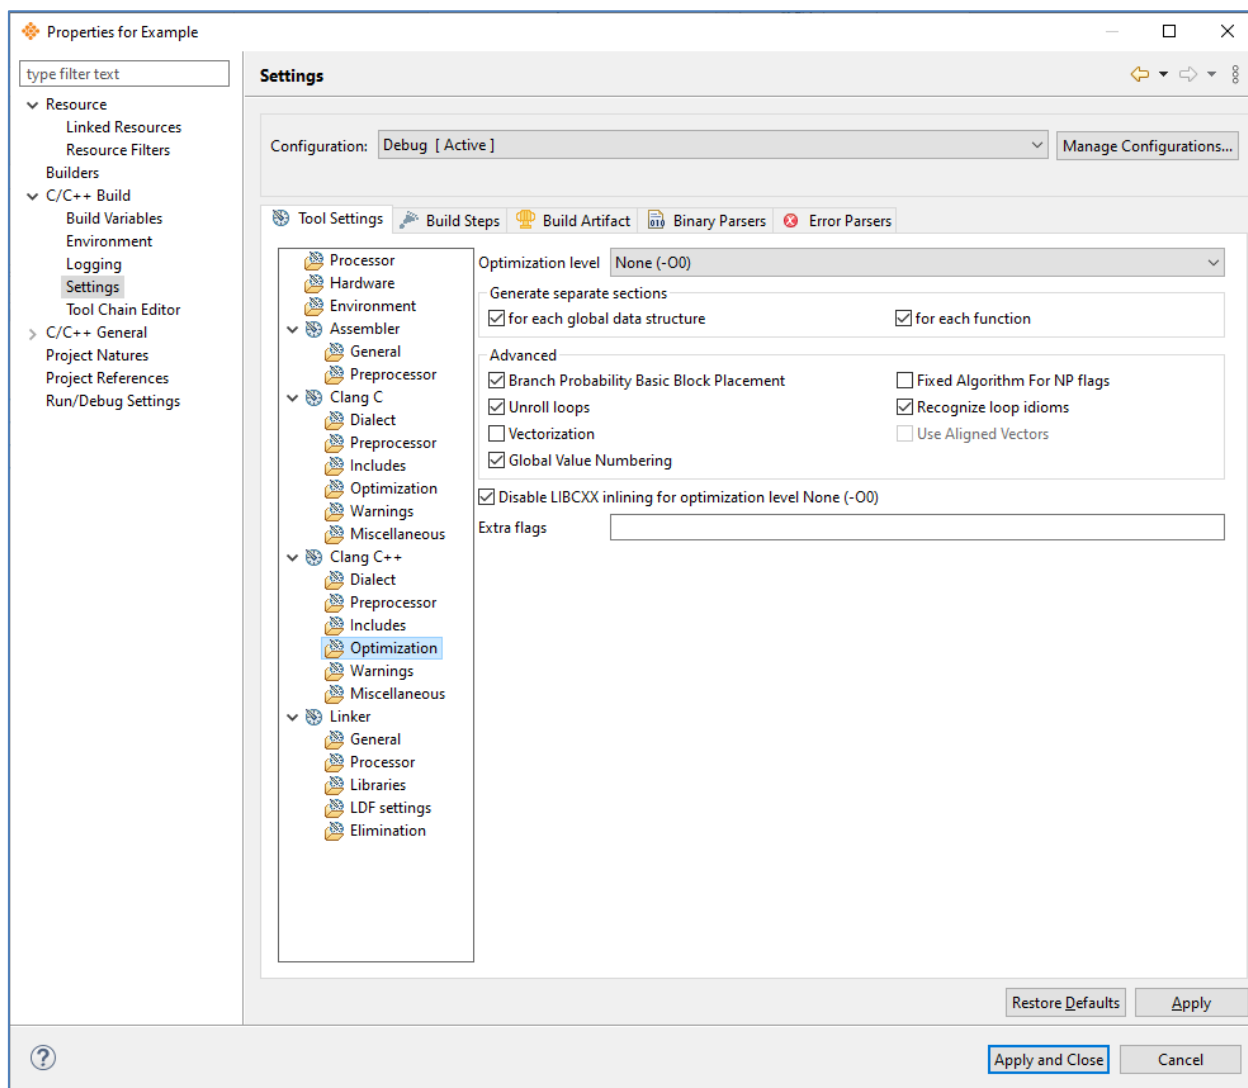 Properties for Example
type filter text
Resource
Linked Resources
Resource Filters
Builders
C/C++ Build
Build Variables
Environment
Logging
Settings
Tool Chain Editor
C/C++ General
Project Natures
Project References
Run/Debug Settings
Settings
Configuration: Debug [ Active ] Manage Configurations...
Tool Settings Build Steps Build Artifact Binary Parsers Error Parsers
Processor
Hardware
Environment
Assembler
General
Preprocessor
Clang C
Dialect
Preprocessor
Includes
Optimization
Warnings
Miscellaneous
Clang C++
Dialect
Preprocessor
Includes
Optimization
Warnings
Miscellaneous
Linker
General
Processor
Libraries
LDF settings
Elimination
Optimization level None (-O0)
Generate separate sections
for each global data structure for each function
Advanced
Branch Probability Basic Block Placement Fixed Algorithm For NP flags
Unroll loops Recognize loop idioms
Vectorization Use Aligned Vectors
Global Value Numbering
Disable LIBCXX inlining for optimization level None (-O0)
Extra flags
Restore Defaults Apply
Apply and Close Cancel